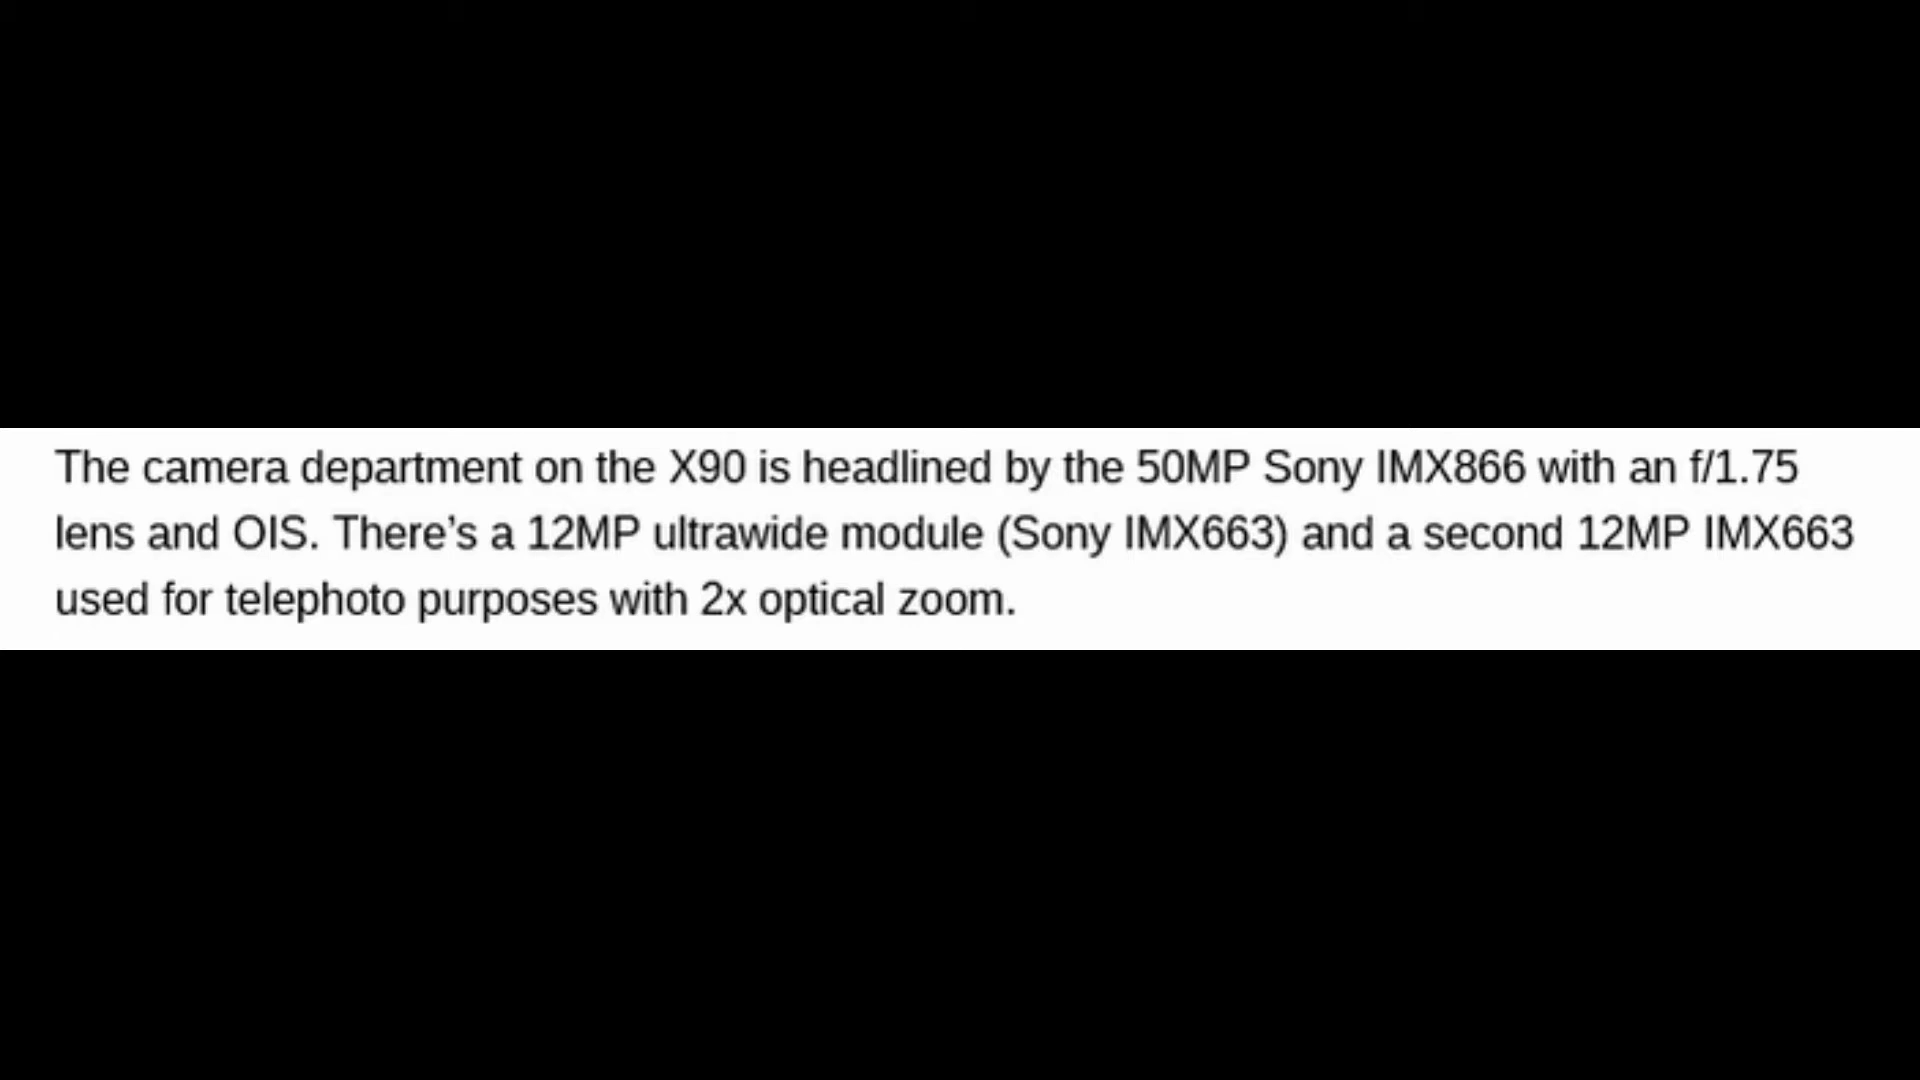 The camera department on the X90 is headlined by the 50MP Sony IMX866 with an f/1.75
lens and OIS. There’s a 12MP ultrawide module (Sony IMX663) and a second 12MP IMX663
used for telephoto purposes with 2x optical zoom.